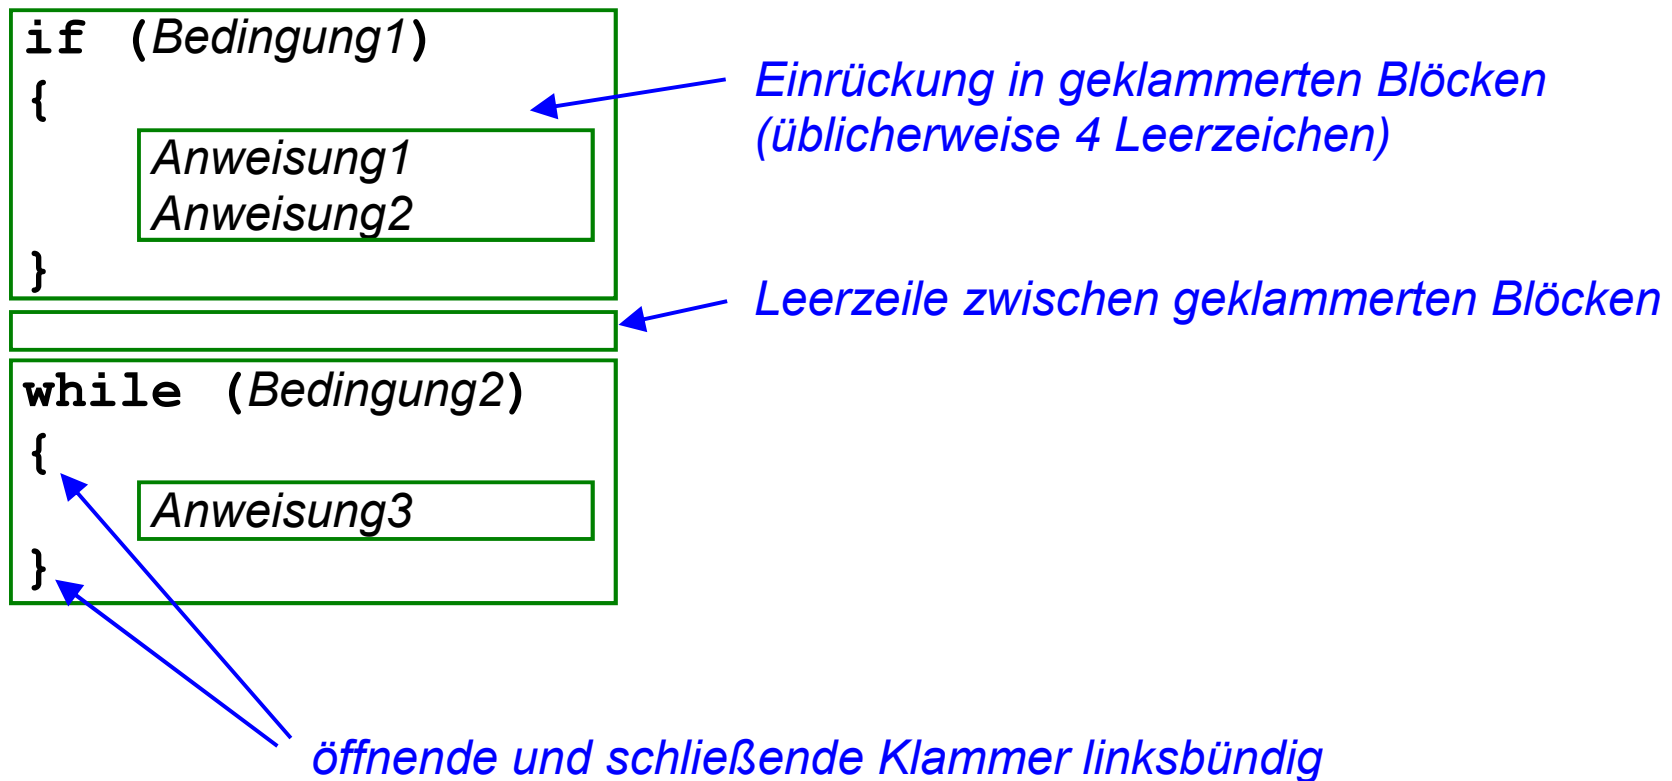 if (Bedingung1)
{
Anweisung1
Anweisung2
}
Einrückung in geklammerten Blöcken
(üblicherweise 4 Leerzeichen)
Leerzeile zwischen geklammerten Blöcken
while (Bedingung2)
{
Anweisung3
}
öffnende und schließende Klammer linksbündig